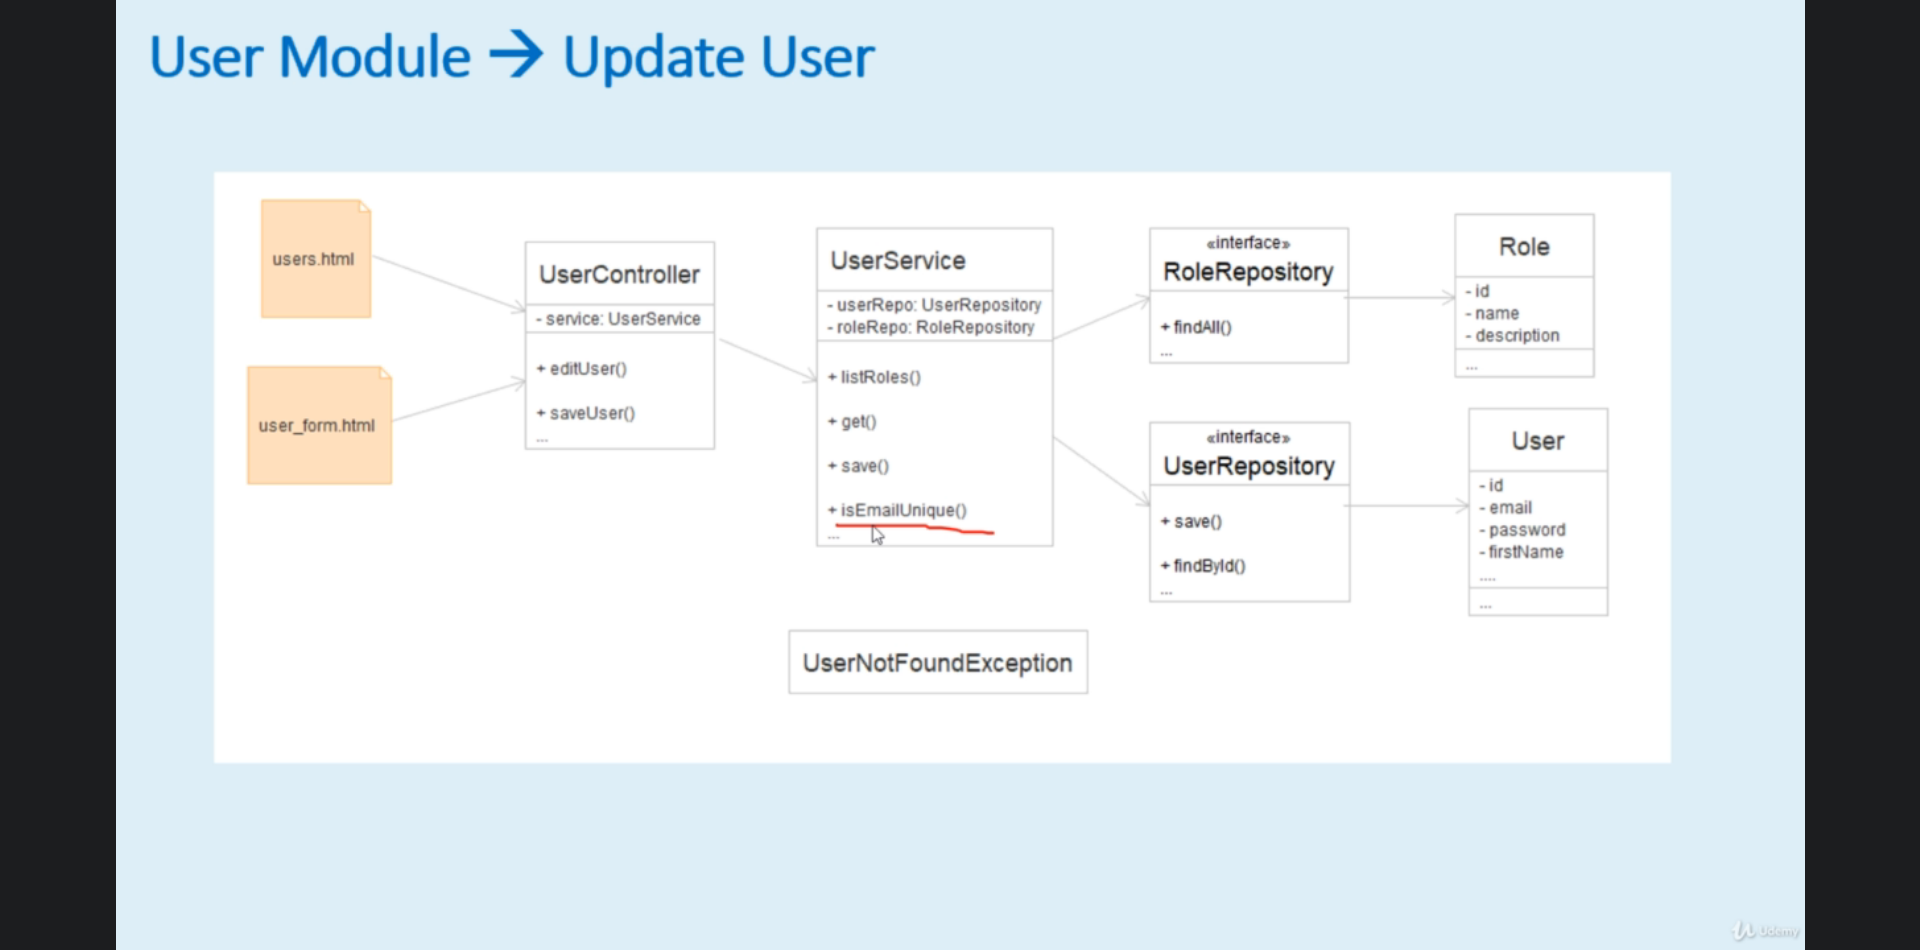 User Module → Update User
users.html
user_form.html
UserController
- service: UserService
+ editUser()
+ saveUser()
...
UserService
- userRepo: UserRepository
- roleRepo: RoleRepository
+ listRoles()
+ get()
+ save()
+ isEmailUnique()
...
«interface»
RoleRepository
+ findAll()
...
Role
- id
- name
- description
...
«interface»
UserRepository
+ save()
+ findById()
...
User
- id
- email
- password
- firstName
....
...
UserNotFoundException
Udemy